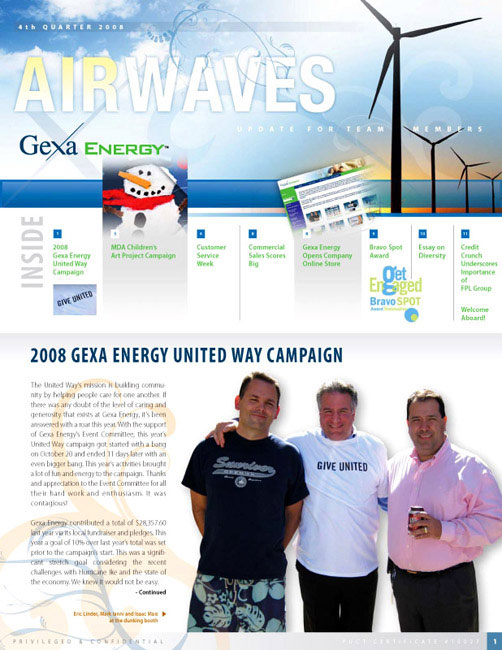 4th QUARTER 2008
AIRWAVES
UPDATE FOR TEAM MEMBERS
Gexa ENERGY™
INSIDE
1
2008
Gexa Energy
United Way
Campaign
GIVE UNITED
MDA Children's
Art Project Campaign
Customer
Service
Week
Commercial
Sales Scores
Big
Gexa Energy
Opens Company
Online Store
Bravo Spot
Award
get
Engaged
Bravo SPOT
10
Essay on
Diversity
11
Credit
Crunch
Underscores
Importance
of
FPL Group
Welcome
Aboard!
2008 GEXA ENERGY UNITED WAY CAMPAIGN
The United Way's mission is building commu-
nity by helping people care for one another. If
there was any doubt of the level of caring and
generosity that exists at Gexa Energy, it's been
answered with a roar this year. With the support
of Gexa Energy's Event Committee, this year's
United Way campaign got started with a bang
on October 20 and ended 11 days later with an
even bigger bang. This year's activities brought
a lot of fun and energy to the campaign. Thanks
and appreciation to the Event Committee for all
their hard work and enthusiasm. It was
contagious!
Gexa Energy contributed a total of $28,357.60
last year via its local fundraiser and pledges. This
year a goal of 10% over last year's total was set
prior to the campaign's start. This was a signifi-
cant stretch goal considering the recent
challenges with Hurricane Ike and the state of
the economy. We knew it would not be easy.
- Continued
Eric Linder, Mark Ianni and Isaac Maia
at the dunking booth
GIVE UNITED
PRIVILEGED & CONFIDENTIAL
PUCT CERTIFICATE #10027
1